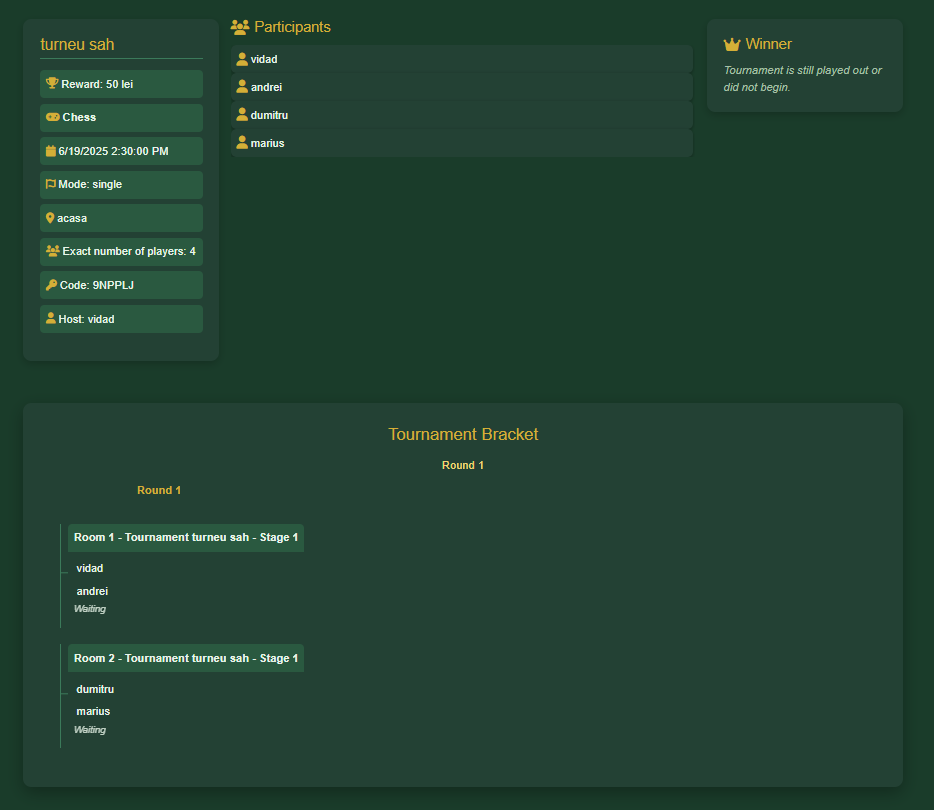 turneu sah
Reward: 50 lei
Chess
6/19/2025 2:30:00 PM
Mode: single
acasa
Exact number of players: 4
Code: 9NPPLJ
Host: vidad
Participants
vidad
andrei
dumitru
marius
Winner
Tournament is still played out or
did not begin.
Tournament Bracket
Round 1
Round 1
Room 1 - Tournament turneu sah - Stage 1
vidad
andrei
Waiting
Room 2 - Tournament turneu sah - Stage 1
dumitru
marius
Waiting